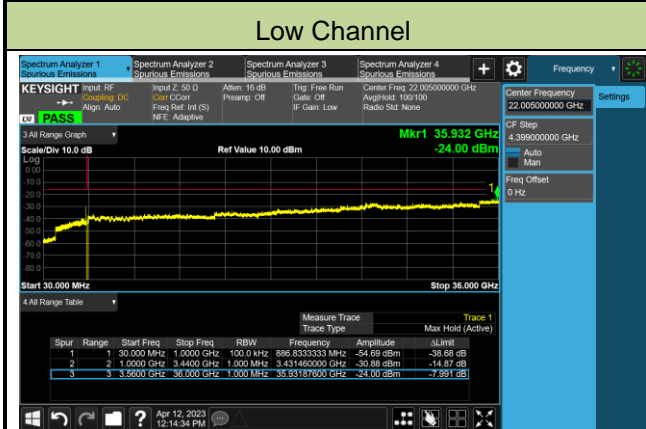 Low Channel
Spectrum Analyzer 1
Spurious Emissions
Spectrum Analyzer 2
Spurious Emissions
Spectrum Analyzer 3
Spurious Emissions
Spectrum Analyzer 4
Spurious Emissions
+
Frequency
KEYSIGHT
Input: RF
Coupling: DC
Align: Auto
Input Z: 50 Ω
Corr CCorr
Freq Ref: Int (S)
NFE: Adaptive
Atten: 16 dB
Preamp: Off
Trig: Free Run
Gate: Off
IF Gain: Low
Center Freq: 22.005000000 GHz
Avg|Hold: 100/100
Radio Std: None
LXI PASS
Center Frequency
22.005000000 GHz
Settings
CF Step
4.399000000 GHz
Auto
Man
Freq Offset
0 Hz
3 All Range Graph
Mkr1 35.932 GHz
Scale/Div 10.0 dB
Ref Value 10.00 dBm
-24.00 dBm
Log
0.00
-10.0
-20.0
-30.0
-40.0
-50.0
-60.0
-70.0
-80.0
1
Start 30.000 MHz
Stop 36.000 GHz
4 All Range Table
Measure Trace Trace 1
Trace Type Max Hold (Active)
Spur Range Start Freq Stop Freq RBW Frequency Amplitude ΔLimit
1 1 30.000 MHz 1.0000 GHz 100.0 kHz 886.8333333 MHz -54.69 dBm -38.68 dB
2 2 1.0000 GHz 3.4400 GHz 1.000 MHz 3.431460000 GHz -30.88 dBm -14.87 dB
3 3 3.5600 GHz 36.000 GHz 1.000 MHz 35.93187600 GHz -24.00 dBm -7.991 dB
?
Apr 12, 2023
12:14:34 PM